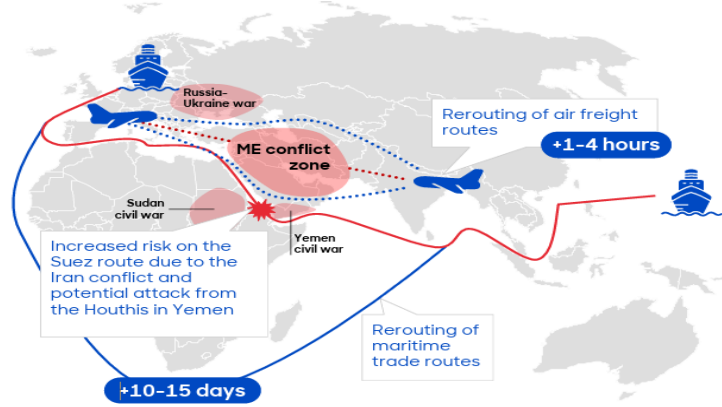 Russia-
Ukraine war
Rerouting of air freight
routes
+1-4 hours
ME conflict
zone
Sudan
civil war
Yemen
civil war
Increased risk on the
Suez route due to the
Iran conflict and
potential attack from
the Houthis in Yemen
Rerouting of
maritime
trade routes
+10-15 days